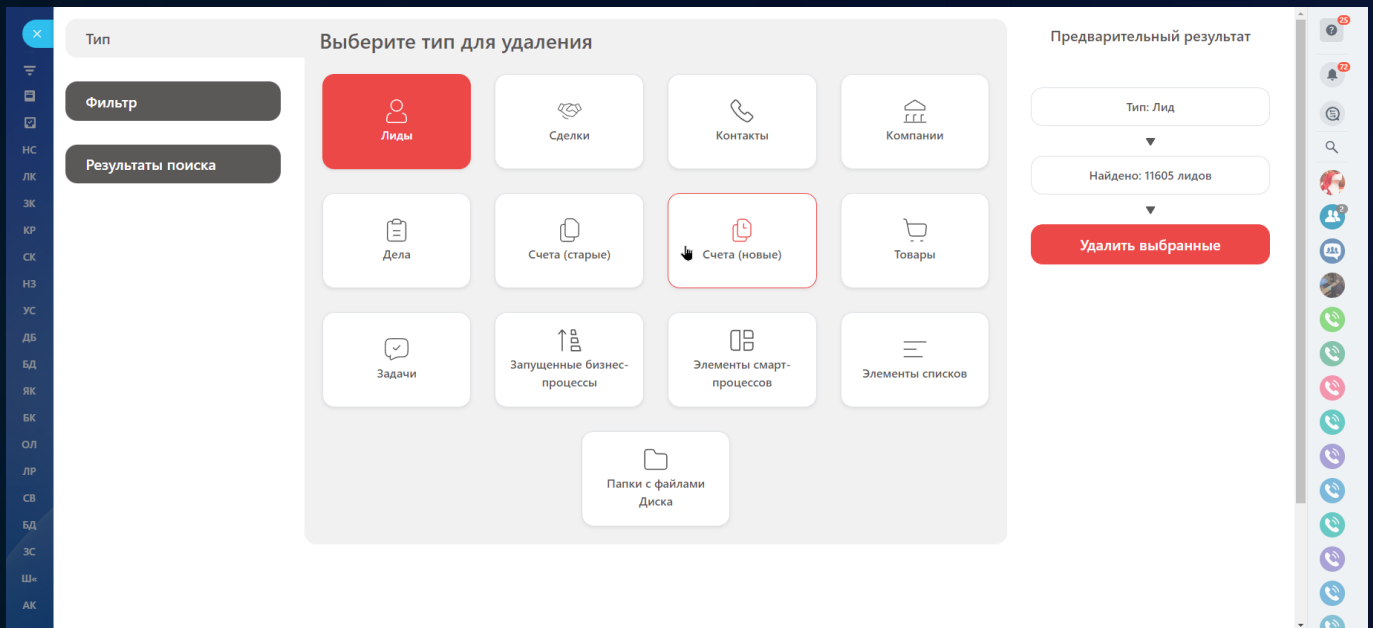 Тип
Фильтр
Результаты поиска
НС
ЛК
ЗК
КР
СК
НЗ
УС
ДБ
БД
ЯК
БК
ОЛ
ЛР
СВ
БД
ЗС
Ш«
АК
Выберите тип для удаления
Лиды
Сделки
Контакты
Компании
Дела
Счета (старые)
Счета (новые)
Товары
Задачи
Запущенные бизнес-
процессы
Элементы смарт-
процессов
Элементы списков
Папки с файлами
Диска
Предварительный результат
Тип: Лид
Найдено: 11605 лидов
Удалить выбранные
25
72
2